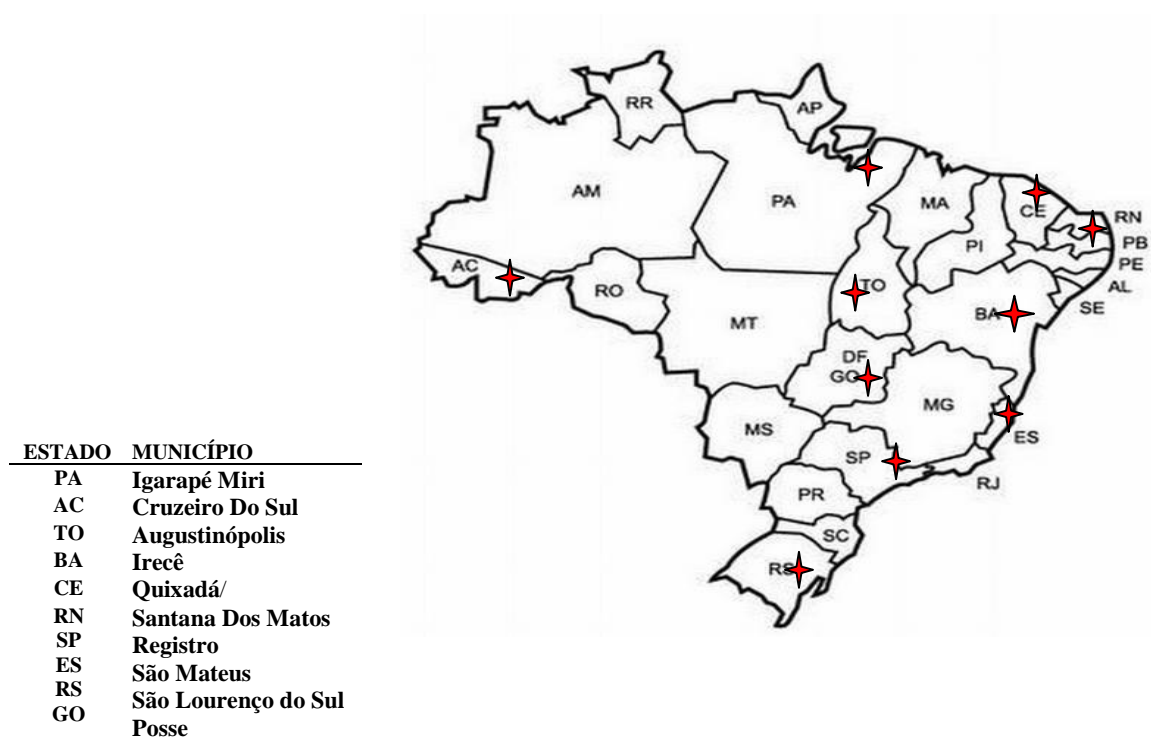 RR
AP
AM
PA
MA
CE
RN
PI
PB
PE
AC
RO
TO
AL
SE
MT
BA
DF
GO
MG
MS
ES
SP
RJ
PR
SC
RS
ESTADO MUNICÍPIO
PA Igarapé Miri
AC Cruzeiro Do Sul
TO Augustinópolis
BA Irecê
CE Quixadá/
RN Santana Dos Matos
SP Registro
ES São Mateus
RS São Lourenço do Sul
GO Posse